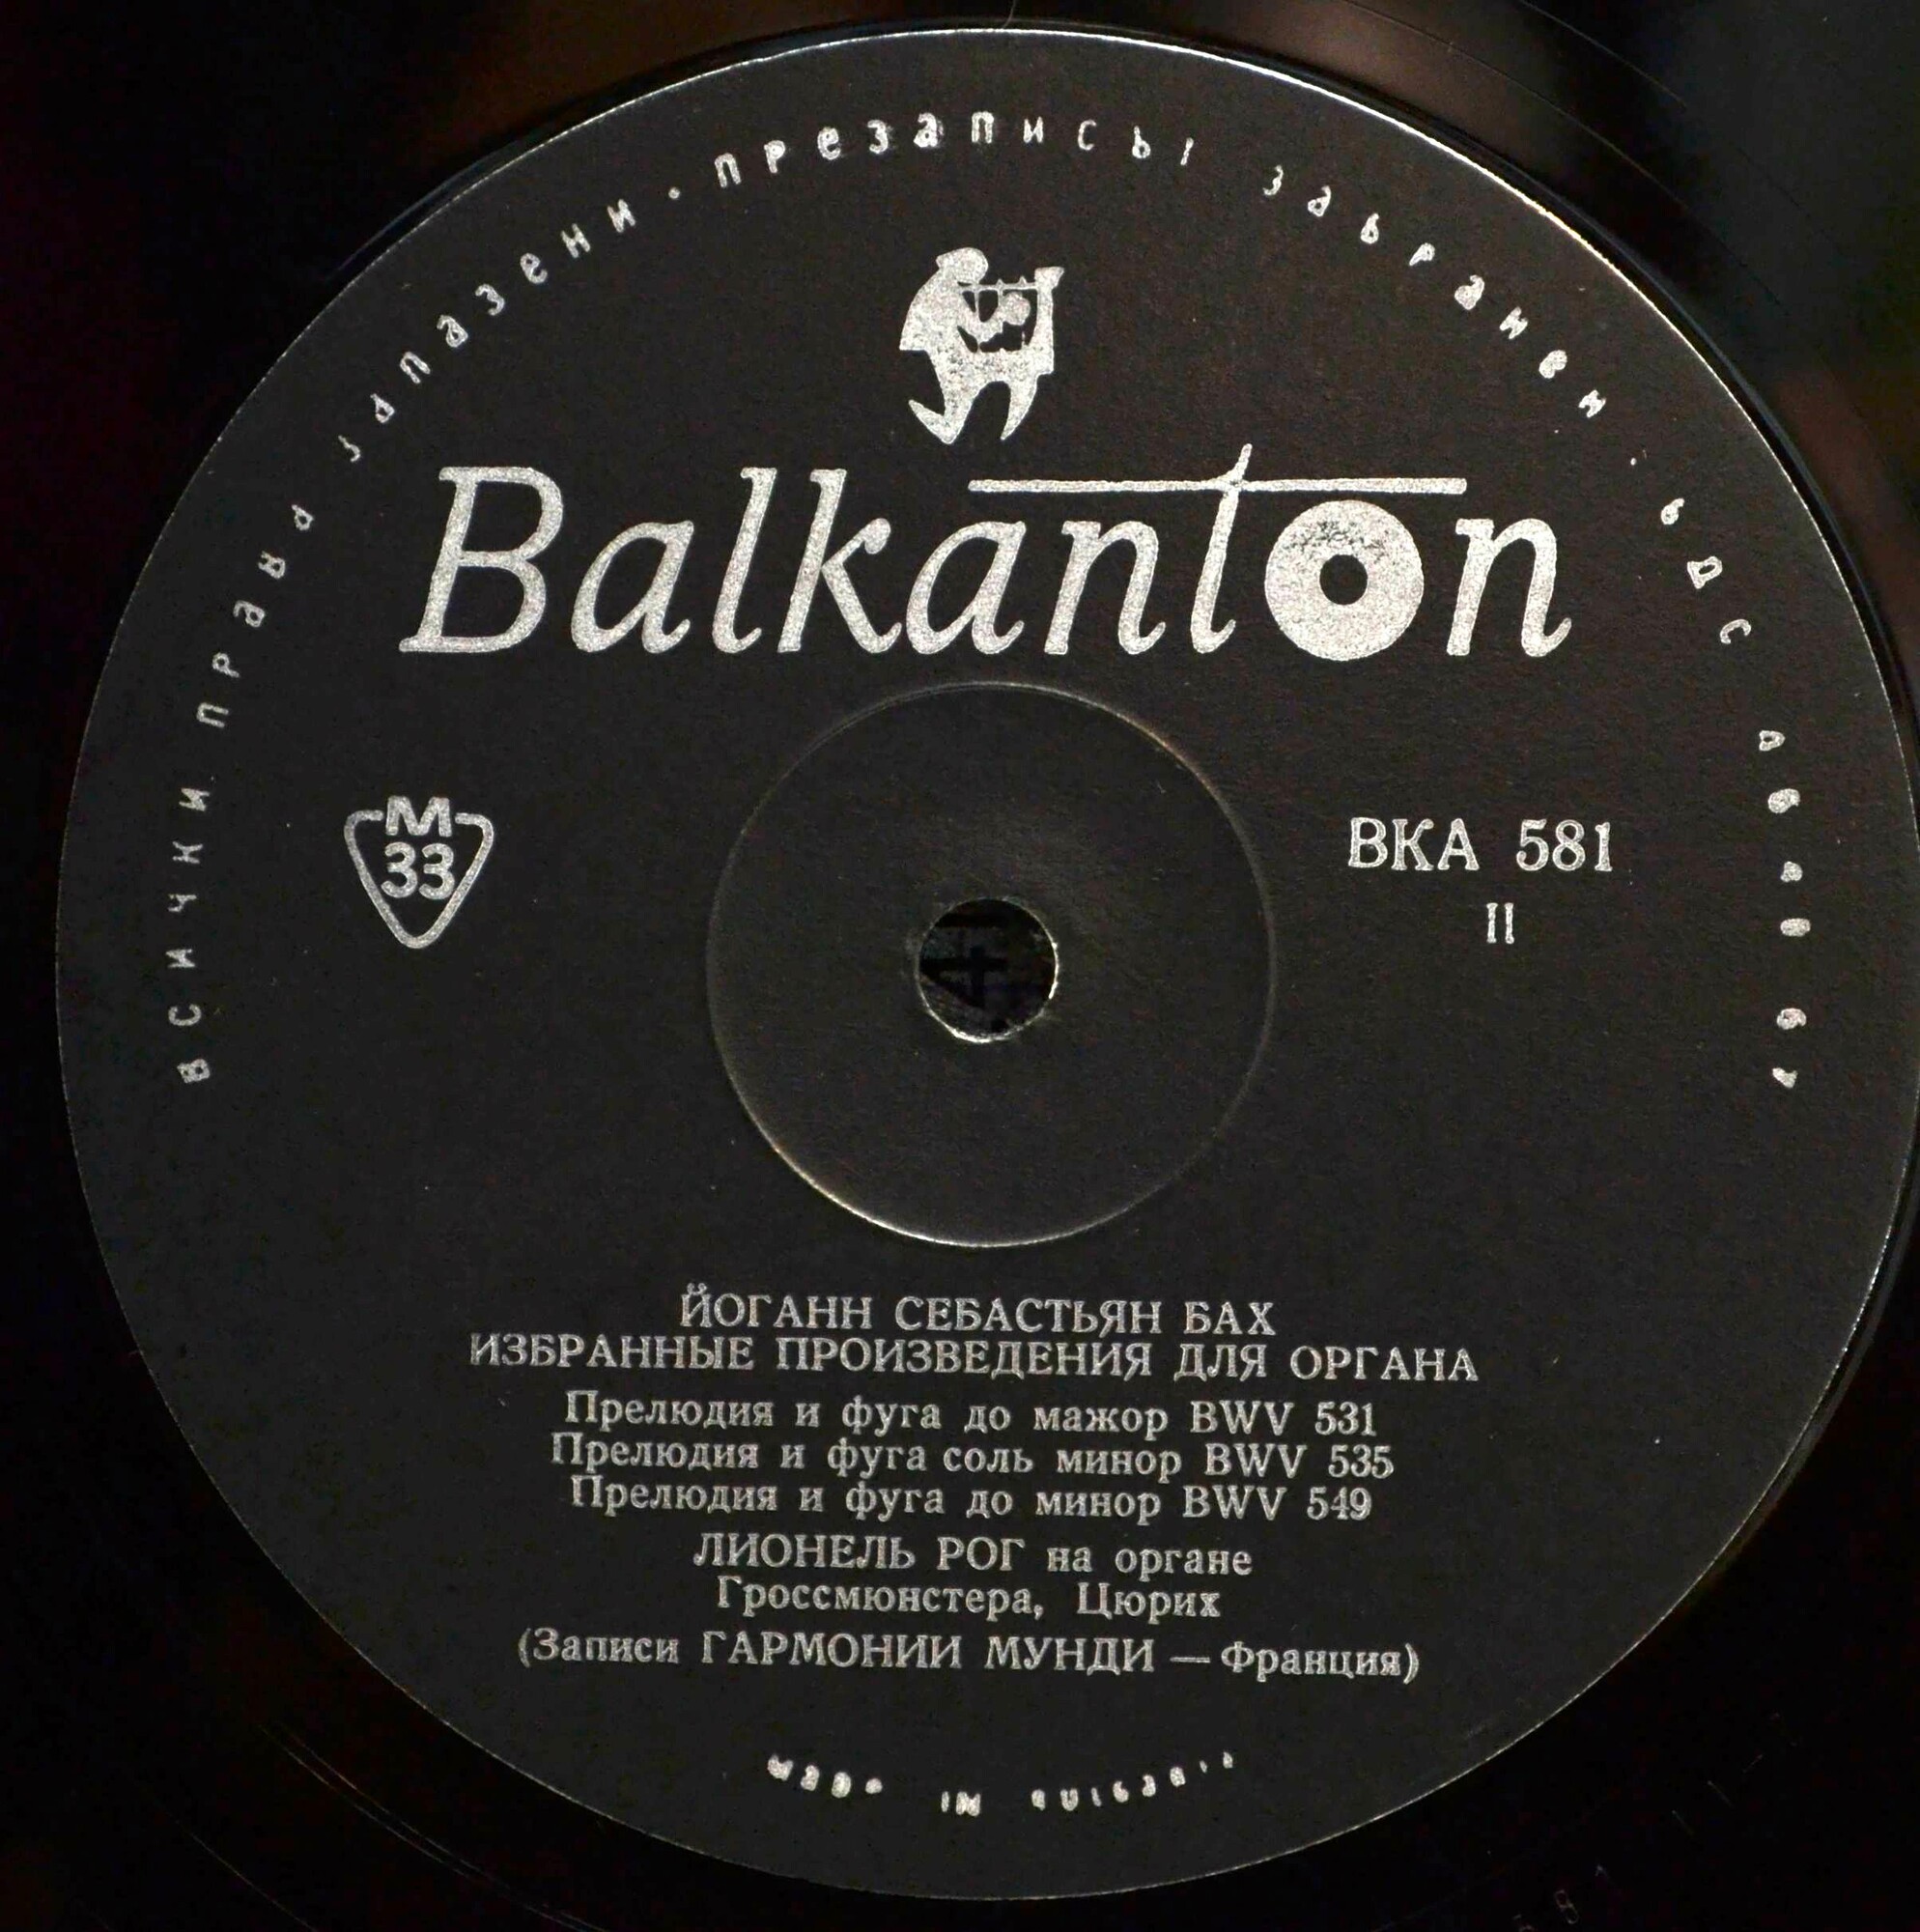 всички права запазени · презаписът забранен ·
Balkanton
М
33
ВКА 581
II
ЙОГАНН СЕБАСТЬЯН БАХ
ИЗБРАННЫЕ ПРОИЗВЕДЕНИЯ ДЛЯ ОРГАНА
Прелюдия и фуга до мажор BWV 531
Прелюдия и фуга соль минор BWV 535
Прелюдия и фуга до минор BWV 549
ЛИОНЕЛЬ РОГ на органе
Гроссмюнстера, Цюрих
(Записи ГАРМОНИИ МУНДИ — Франция)
MADE IN BULGARIA